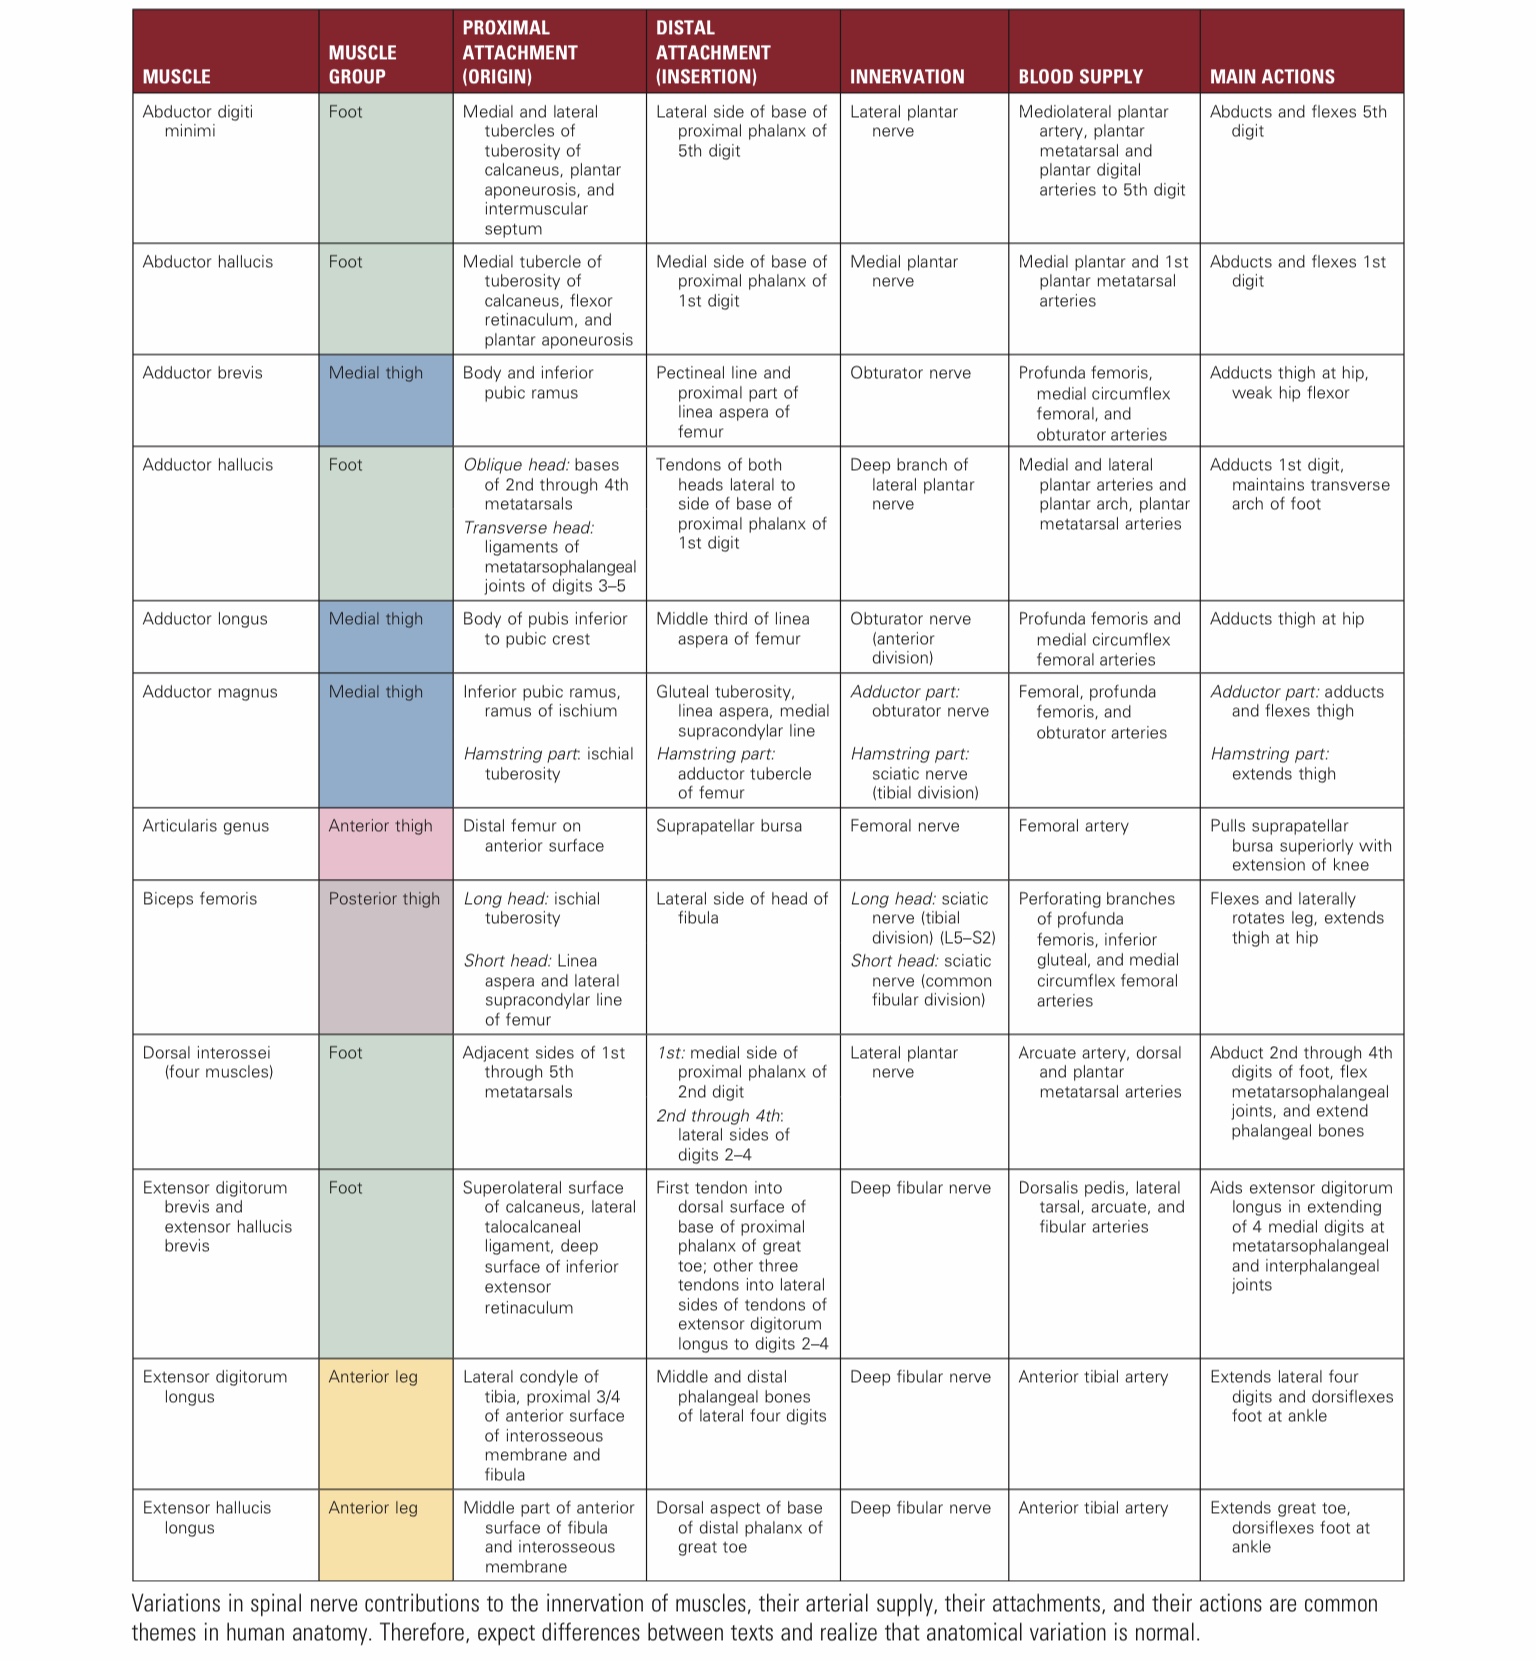 MUSCLE
MUSCLE
GROUP
PROXIMAL
ATTACHMENT
(ORIGIN)
DISTAL
ATTACHMENT
(INSERTION)
INNERVATION
BLOOD SUPPLY
MAIN ACTIONS
Abductor digiti
minimi
Foot
Medial and lateral
tubercles of
tuberosity of
calcaneus, plantar
aponeurosis, and
intermuscular
septum
Lateral side of base of
proximal phalanx of
5th digit
Lateral plantar
nerve
Mediolateral plantar
artery, plantar
metatarsal and
plantar digital
arteries to 5th digit
Abducts and flexes 5th
digit
Abductor hallucis
Foot
Medial tubercle of
tuberosity of
calcaneus, flexor
retinaculum, and
plantar aponeurosis
Medial side of base of
proximal phalanx of
1st digit
Medial plantar
nerve
Medial plantar and 1st
plantar metatarsal
arteries
Abducts and flexes 1st
digit
Adductor brevis
Medial thigh
Body and inferior
pubic ramus
Pectineal line and
proximal part of
linea aspera of
femur
Obturator nerve
Profunda femoris,
medial circumflex
femoral, and
obturator arteries
Adducts thigh at hip,
weak hip flexor
Adductor hallucis
Foot
Oblique head: bases
of 2nd through 4th
metatarsals
Transverse head:
ligaments of
metatarsophalangeal
joints of digits 3–5
Tendons of both
heads lateral to
side of base of
proximal phalanx of
1st digit
Deep branch of
lateral plantar
nerve
Medial and lateral
plantar arteries and
plantar arch, plantar
metatarsal arteries
Adducts 1st digit,
maintains transverse
arch of foot
Adductor longus
Medial thigh
Body of pubis inferior
to pubic crest
Middle third of linea
aspera of femur
Obturator nerve
(anterior
division)
Profunda femoris and
medial circumflex
femoral arteries
Adducts thigh at hip
Adductor magnus
Medial thigh
Inferior pubic ramus,
ramus of ischium
Hamstring part: ischial
tuberosity
Gluteal tuberosity,
linea aspera, medial
supracondylar line
Hamstring part:
adductor tubercle
of femur
Adductor part:
obturator nerve
Hamstring part:
sciatic nerve
(tibial division)
Femoral, profunda
femoris, and
obturator arteries
Adductor part: adducts
and flexes thigh
Hamstring part:
extends thigh
Articularis genus
Anterior thigh
Distal femur on
anterior surface
Suprapatellar bursa
Femoral nerve
Femoral artery
Pulls suprapatellar
bursa superiorly with
extension of knee
Biceps femoris
Posterior thigh
Long head: ischial
tuberosity
Short head: Linea
aspera and lateral
supracondylar line
of femur
Lateral side of head of
fibula
Long head: sciatic
nerve (tibial
division) (L5–S2)
Short head: sciatic
nerve (common
fibular division)
Perforating branches
of profunda
femoris, inferior
gluteal, and medial
circumflex femoral
arteries
Flexes and laterally
rotates leg, extends
thigh at hip
Dorsal interossei
(four muscles)
Foot
Adjacent sides of 1st
through 5th
metatarsals
1st: medial side of
proximal phalanx of
2nd digit
2nd through 4th:
lateral sides of
digits 2–4
Lateral plantar
nerve
Arcuate artery, dorsal
and plantar
metatarsal arteries
Abduct 2nd through 4th
digits of foot, flex
metatarsophalangeal
joints, and extend
phalangeal bones
Extensor digitorum
brevis and
extensor hallucis
brevis
Foot
Superolateral surface
of calcaneus, lateral
talocalcaneal
ligament, deep
surface of inferior
extensor
retinaculum
First tendon into
dorsal surface of
base of proximal
phalanx of great
toe; other three
tendons into lateral
sides of tendons of
extensor digitorum
longus to digits 2–4
Deep fibular nerve
Dorsalis pedis, lateral
tarsal, arcuate, and
fibular arteries
Aids extensor digitorum
longus in extending
of 4 medial digits at
metatarsophalangeal
and interphalangeal
joints
Extensor digitorum
longus
Anterior leg
Lateral condyle of
tibia, proximal 3/4
of anterior surface
of interosseous
membrane and
fibula
Middle and distal
phalangeal bones
of lateral four digits
Deep fibular nerve
Anterior tibial artery
Extends lateral four
digits and dorsiflexes
foot at ankle
Extensor hallucis
longus
Anterior leg
Middle part of anterior
surface of fibula
and interosseous
membrane
Dorsal aspect of base
of distal phalanx of
great toe
Deep fibular nerve
Anterior tibial artery
Extends great toe,
dorsiflexes foot at
ankle
Variations in spinal nerve contributions to the innervation of muscles, their arterial supply, their attachments, and their actions are common
themes in human anatomy. Therefore, expect differences between texts and realize that anatomical variation is normal.